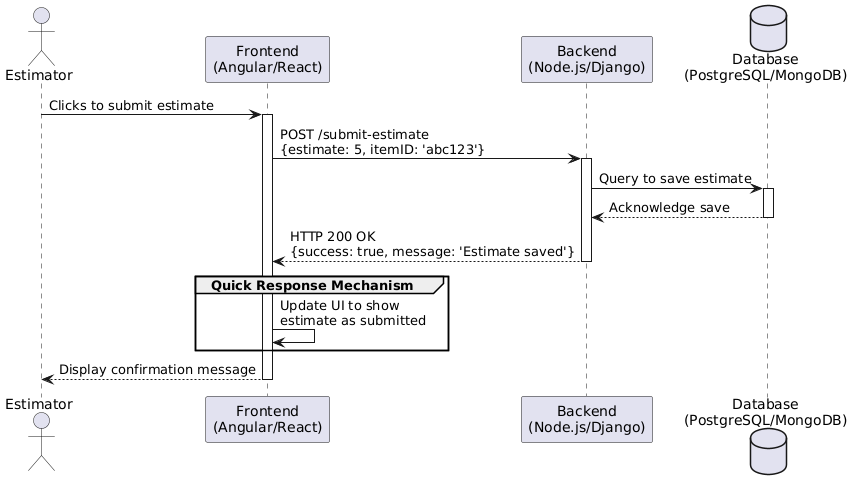 Estimator
Frontend
(Angular/React)
Backend
(Node.js/Django)
Database
(PostgreSQL/MongoDB)
Clicks to submit estimate
POST /submit-estimate
{estimate: 5, itemID: 'abc123'}
Query to save estimate
Acknowledge save
HTTP 200 OK
{success: true, message: 'Estimate saved'}
Quick Response Mechanism
Update UI to show
estimate as submitted
Display confirmation message
Estimator
Frontend
(Angular/React)
Backend
(Node.js/Django)
Database
(PostgreSQL/MongoDB)